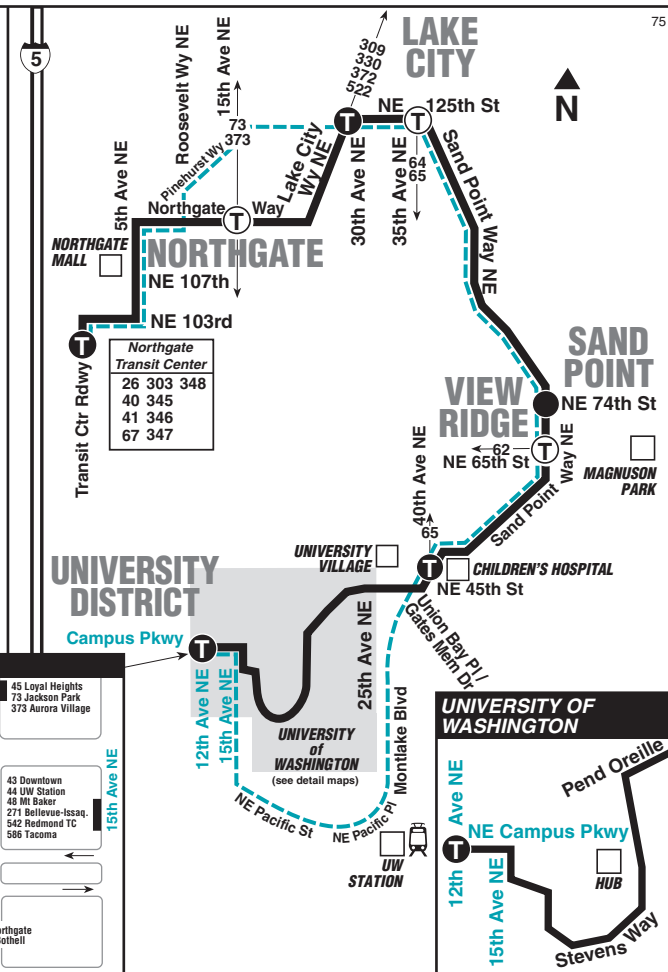 75
5
LAKE
CITY
309
330
372
522
N
Roosevelt Wy NE
15th Ave NE
73
373
Pinehurst Wy
5th Ave NE
Northgate Way
Lake City
Wy NE
NE 125th St
30th Ave NE
35th Ave NE
64
65
Sand Point Way NE
NORTHGATE
MALL
NORTHGATE
NE 107th
NE 103rd
T
T
T
T
Transit Ctr Rdwy
Northgate
Transit Center
26 303 348
40 345
41 346
67 347
SAND
POINT
VIEW
RIDGE
NE 74th St
62
NE 65th St
T
Way NE
Sand Point
MAGNUSON
PARK
40th Ave NE
65
UNIVERSITY
VILLAGE
T
CHILDREN'S HOSPITAL
NE 45th St
Union Bay Pl /
Gates Mem Dr
UNIVERSITY
DISTRICT
Campus Pkwy
T
12th Ave NE
15th Ave NE
25th Ave NE
UNIVERSITY
of
WASHINGTON
(see detail maps)
Montlake Blvd
NE Pacific St
NE Pacific Pl
UW
STATION
45 Loyal Heights
73 Jackson Park
373 Aurora Village
43 Downtown
44 UW Station
48 Mt Baker
271 Bellevue-Issaq.
542 Redmond TC
586 Tacoma
15th Ave NE
orthgate
othell
UNIVERSITY OF
WASHINGTON
Pend Oreille
12th Ave NE
NE Campus Pkwy
T
15th Ave NE
HUB
Stevens Way